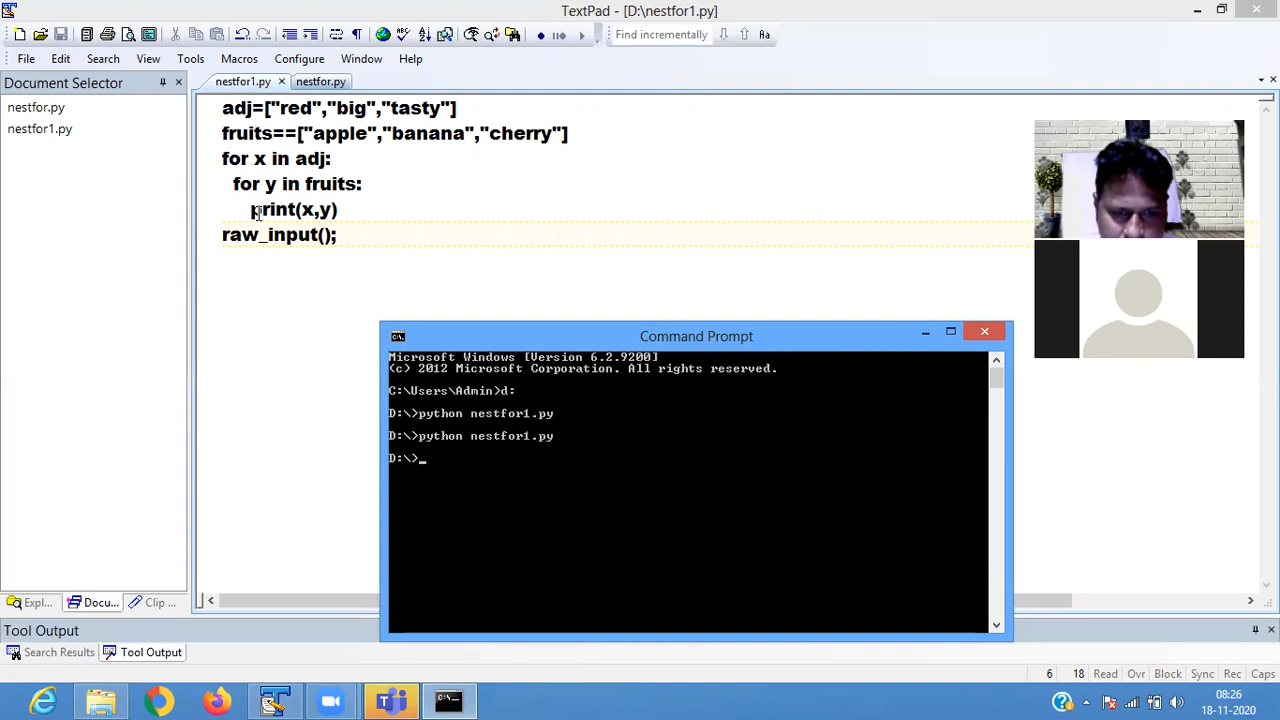 TextPad - [D:\nestfor1.py]
Find incrementally
File Edit Search View Tools Macros Configure Window Help
Document Selector
nestfor1.py
nestfor.py
nestfor.py
nestfor1.py
adj=["red","big","tasty"]
fruits==["apple","banana","cherry"]
for x in adj:
for y in fruits:
print(x,y)
raw_input();
Command Prompt
Microsoft Windows [Version 6.2.9200]
(c) 2012 Microsoft Corporation. All rights reserved.
C:\Users\Admin>d:
D:\>python nestfor1.py
D:\>python nestfor1.py
D:\>_
Expl... Docu... Clip ...
Tool Output
Search Results Tool Output
6 18 Read Ovr Block Sync Rec Caps
08:26
18-11-2020